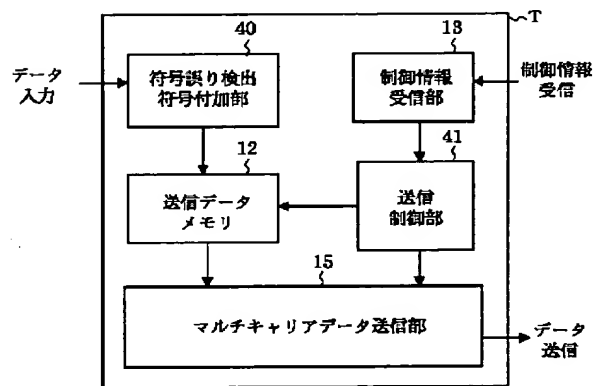 T
40
13
データ
入力
符号誤り検出
符号付加部
制御情報
受信部
制御情報
受信
12
41
送信データ
メモリ
送信
制御部
15
マルチキャリアデータ送信部
データ
送信